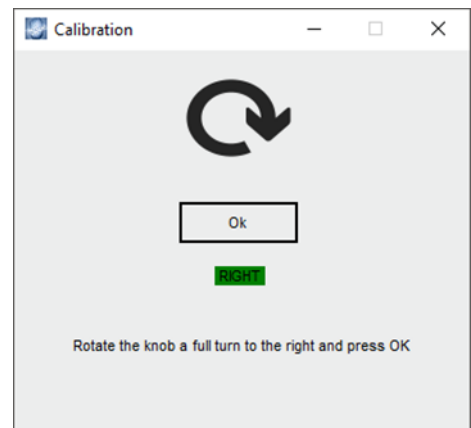 Calibration
Ok
RIGHT
Rotate the knob a full turn to the right and press OK